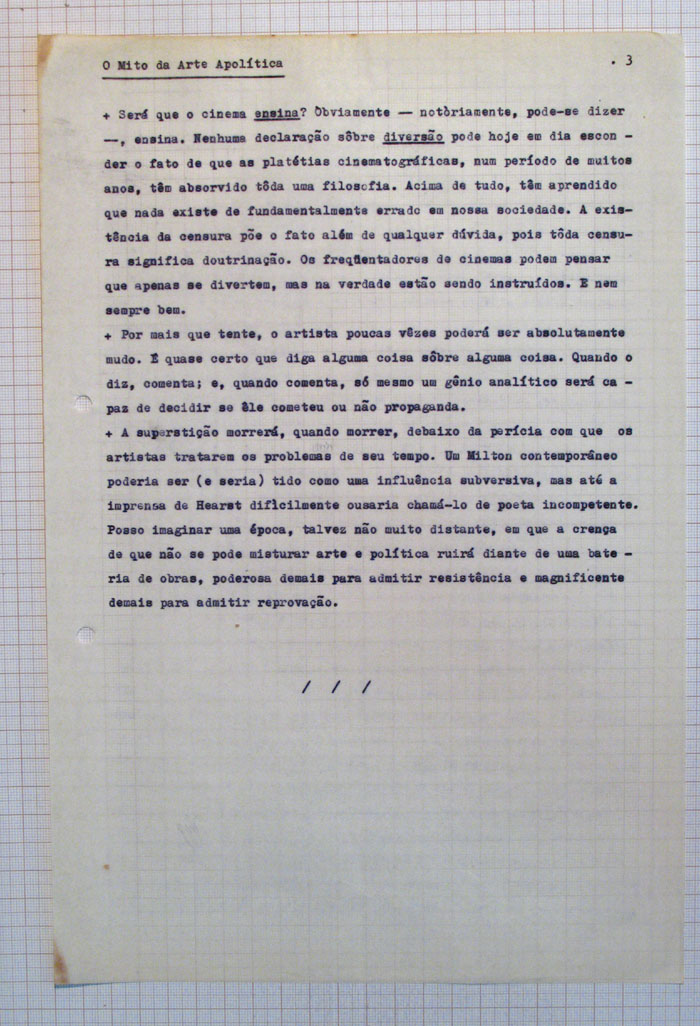 O Mito da Arte Apolítica . 3
+ Será que o cinema ensina? Òbviamente — notòriamente, pode-se dizer
—, ensina. Nenhuma declaração sôbre diversão pode hoje em dia escon -
der o fato de que as platétias cinematográficas, num período de muitos
anos, têm absorvido tôda uma filosofia. Acima de tudo, têm aprendido
que nada existe de fundamentalmente errado em nossa sociedade. A exis-
tência da censura põe o fato além de qualquer dúvida, pois tôda censu-
ra significa doutrinação. Os freqüentadores de cinemas podem pensar
que apenas se divertem, mas na verdade estão sendo instruídos. E nem
sempre bem.
+ Por mais que tente, o artista poucas vêzes poderá ser absolutamente
mudo. É quase certo que diga alguma coisa sôbre alguma coisa. Quando o
diz, comenta; e, quando comenta, só mesmo um gênio analítico será ca -
paz de decidir se êle cometeu ou não propaganda.
+ A superstição morrerá, quando morrer, debaixo da perícia com que os
artistas tratarem os problemas de seu tempo. Um Milton contemporâneo
poderia ser (e seria) tido como uma influência subversiva, mas até a
imprensa de Hearst difìcilmente ousaria chamá-lo de poeta incompetente.
Posso imaginar uma época, talvez não muito distante, em que a crença
de que não se pode misturar arte e política ruirá diante de uma bate -
ria de obras, poderosa demais para admitir resistência e magnificente
demais para admitir reprovação.
/ / /